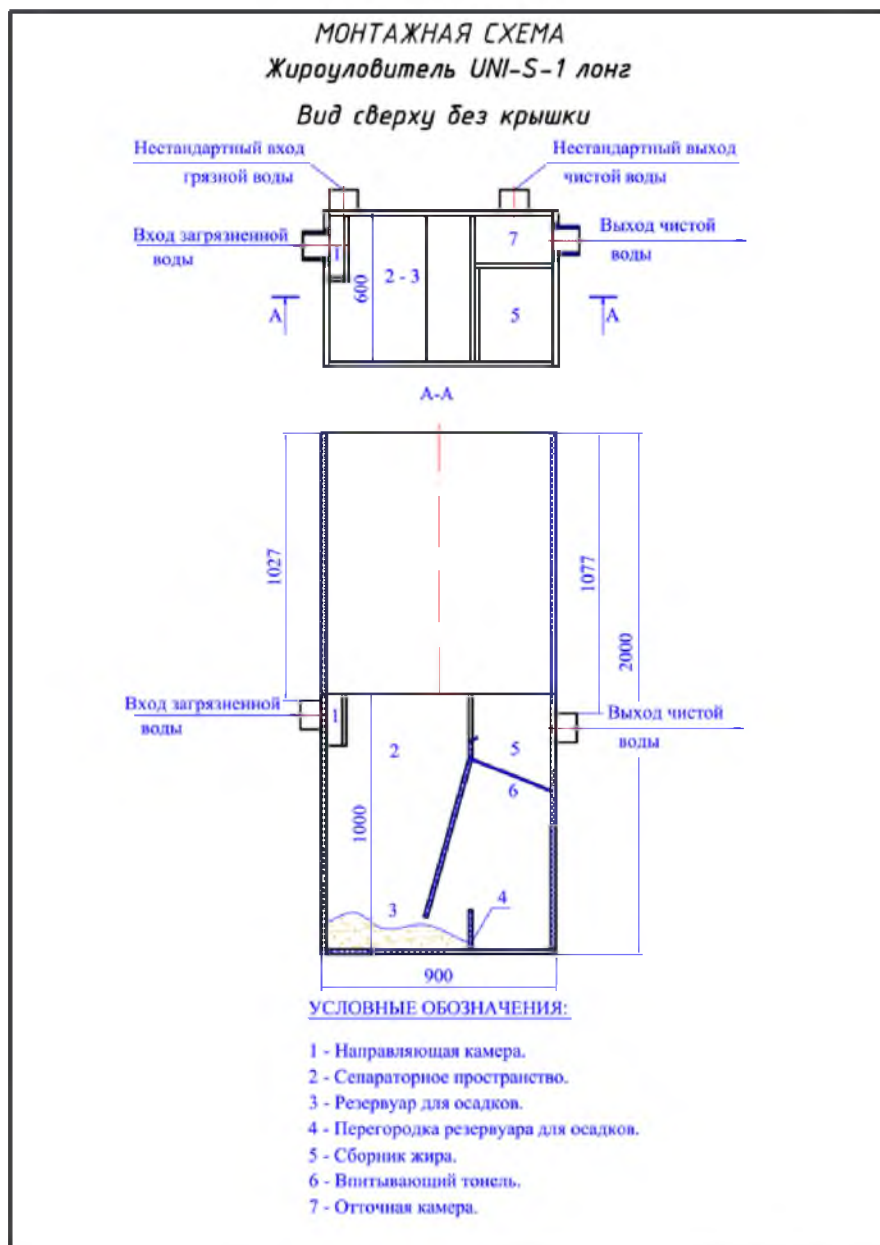 МОНТАЖНАЯ СХЕМА
Жироуловитель UNI-S-1 лонг
Вид сверху без крышки
Нестандартный вход
грязной воды
Нестандартный выход
чистой воды
Вход загрязненной
воды
Выход чистой
воды
1
600
2 - 3
7
5
А
А
А-А
1027
1077
2000
Вход загрязненной
воды
Выход чистой
воды
1
2
5
6
1000
3
4
900
УСЛОВНЫЕ ОБОЗНАЧЕНИЯ:
1 - Направляющая камера.
2 - Сепараторное пространство.
3 - Резервуар для осадков.
4 - Перегородка резервуара для осадков.
5 - Сборник жира.
6 - Впитывающий тонель.
7 - Отточная камера.